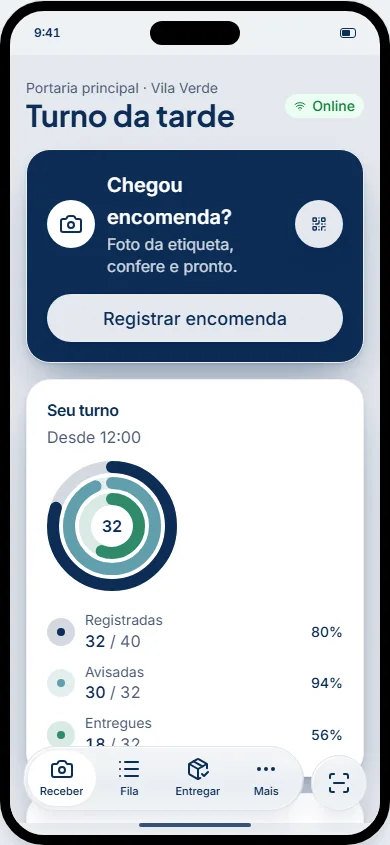 9:41
Portaria principal · Vila Verde
Turno da tarde
Online
Chegou
encomenda?
Foto da etiqueta,
confere e pronto.
Registrar encomenda
Seu turno
Desde 12:00
32
Registradas
32 / 40
80%
Avisadas
30 / 32
94%
Entregues
18 / 32
56%
Receber
Fila
Entregar
Mais